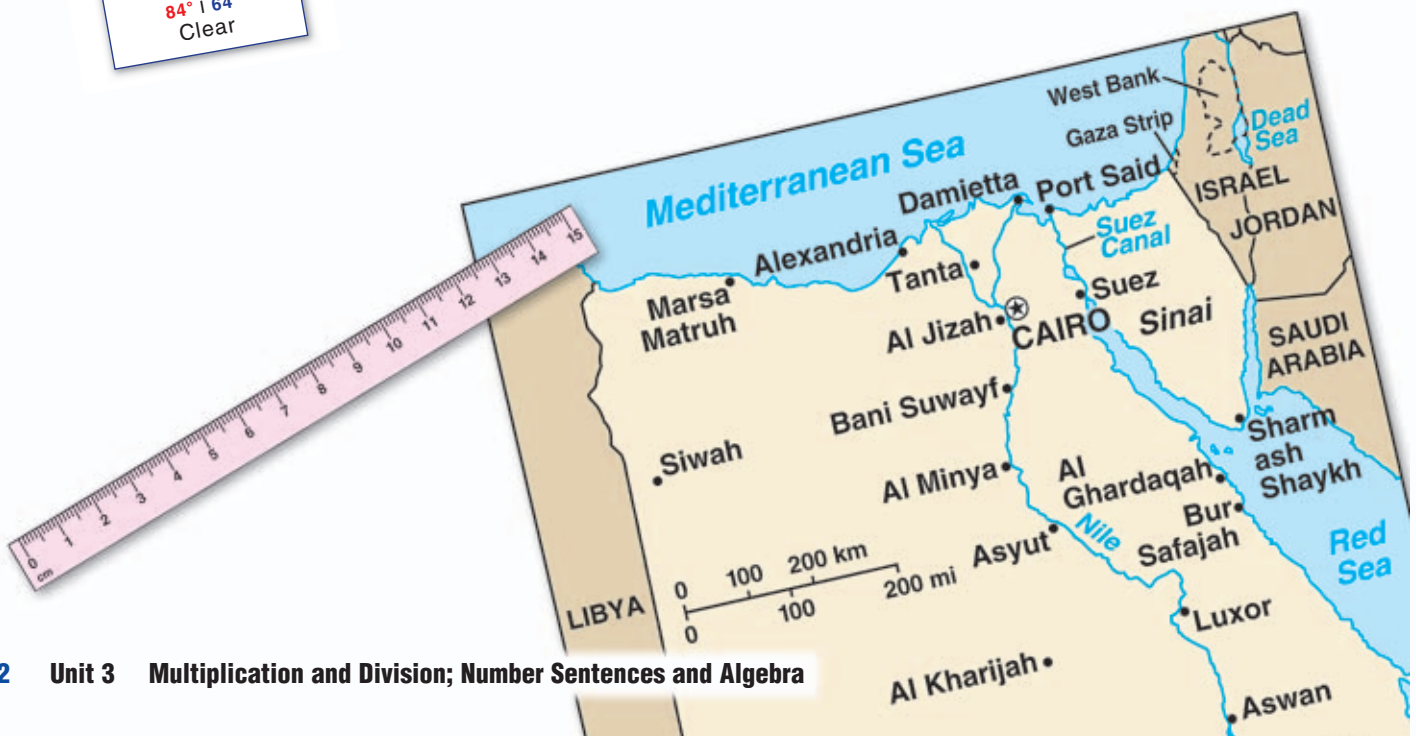 84° | 64
Clear
West Bank
Gaza Strip
Dead
Sea
Mediterranean Sea
Damietta
Port Said
ISRAEL
JORDAN
Suez
Canal
Alexandria
Tanta
Marsa
Matruh
Suez
Al Jizah
CAIRO
Sinai
SAUDI
ARABIA
Bani Suwayf
Sharm
ash
Shaykh
Siwah
Al Minya
Al
Ghardaqah
Bur
Safajah
Nile
Asyut
Red
Sea
0 100 200 km
0 100 200 mi
LIBYA
Luxor
Al Kharijah
Aswan
0 1 2 3 4 5 6 7 8 9 10 11 12 13 14 15
cm
2 Unit 3 Multiplication and Division; Number Sentences and Algebra